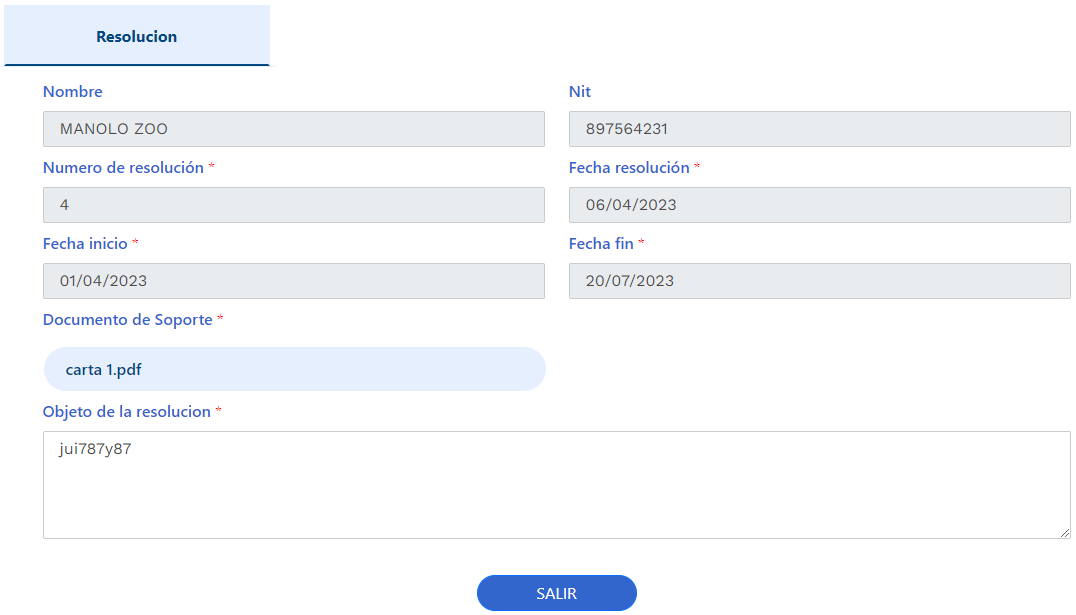 Resolucion
Nombre
Nit
MANOLO ZOO
897564231
Numero de resolución *
Fecha resolución *
4
06/04/2023
Fecha inicio *
Fecha fin *
01/04/2023
20/07/2023
Documento de Soporte *
carta 1.pdf
Objeto de la resolucion *
jui787y87
SALIR